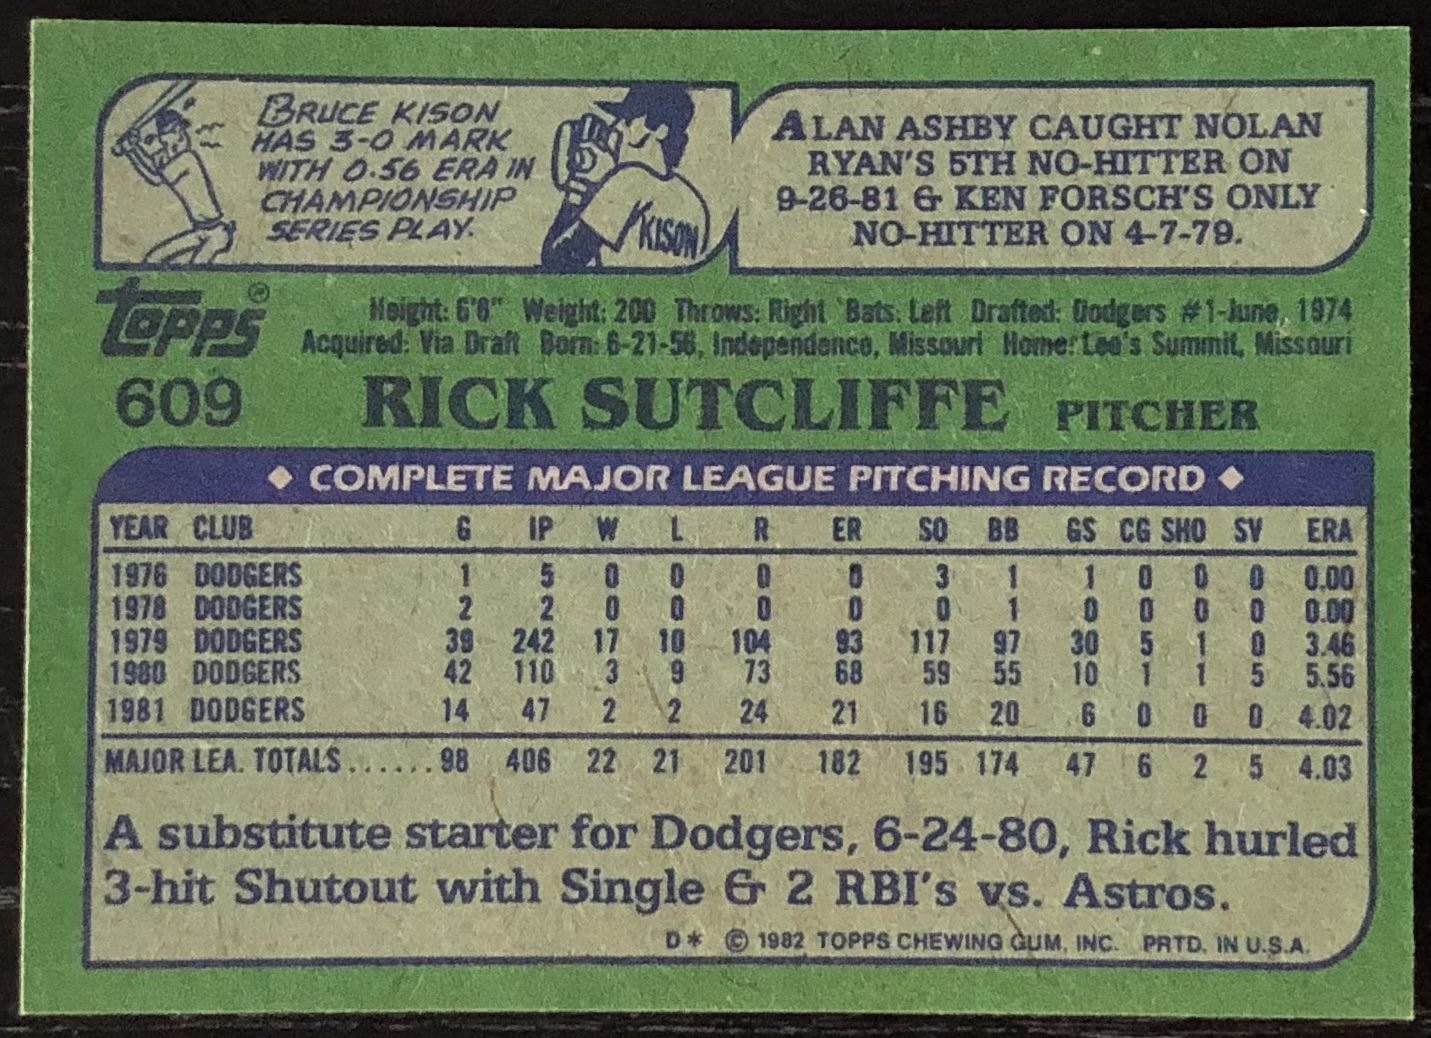 BRUCE KISON
HAS 3-0 MARK
WITH 0.56 ERA IN
CHAMPIONSHIP
SERIES PLAY.
KISON
ALAN ASHBY CAUGHT NOLAN
RYAN'S 5TH NO-HITTER ON
9-26-81 & KEN FORSCH'S ONLY
NO-HITTER ON 4-7-79.
Topps®
Height: 6'6" Weight: 200 Throws: Right Bats: Left Drafted: Dodgers #1-June, 1974
Acquired: Via Draft Born: 6-21-56, Independence, Missouri Home: Lee's Summit, Missouri
609 RICK SUTCLIFFE PITCHER
◆ COMPLETE MAJOR LEAGUE PITCHING RECORD ◆
YEAR CLUB G IP W L R ER SO BB GS CG SHO SV ERA
1976 DODGERS 1 5 0 0 0 0 3 1 1 0 0 0 0.00
1978 DODGERS 2 2 0 0 0 0 0 1 0 0 0 0 0.00
1979 DODGERS 39 242 17 10 104 93 117 97 30 5 1 0 3.46
1980 DODGERS 42 110 3 9 73 68 59 55 10 1 1 5 5.56
1981 DODGERS 14 47 2 2 24 21 16 20 6 0 0 0 4.02
MAJOR LEA. TOTALS......98 406 22 21 201 182 195 174 47 6 2 5 4.03
A substitute starter for Dodgers, 6-24-80, Rick hurled
3-hit Shutout with Single & 2 RBI's vs. Astros.
D* © 1982 TOPPS CHEWING GUM, INC. PRTD. IN U.S.A.